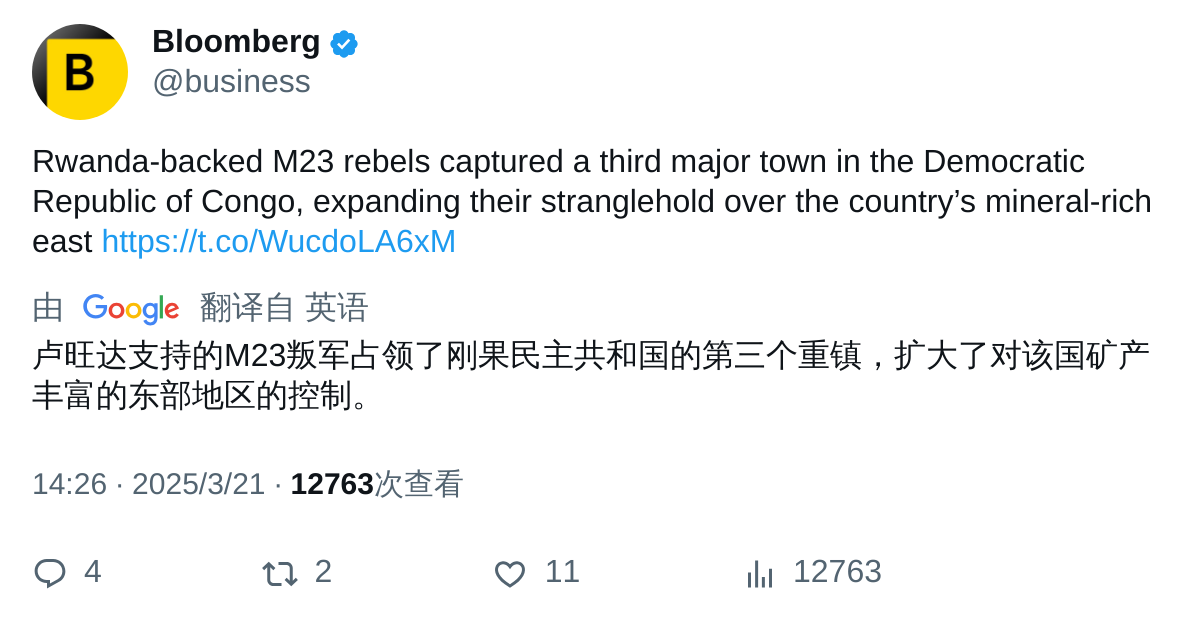 B
Bloomberg
@business
Rwanda-backed M23 rebels captured a third major town in the Democratic
Republic of Congo, expanding their stranglehold over the country’s mineral-rich
east https://t.co/WucdoLA6xM
由 Google 翻译自 英语
卢旺达支持的M23叛军占领了刚果民主共和国的第三个重镇，扩大了对该国矿产
丰富的东部地区的控制。
14:26 · 2025/3/21 · 12763次查看
4 2 11 12763